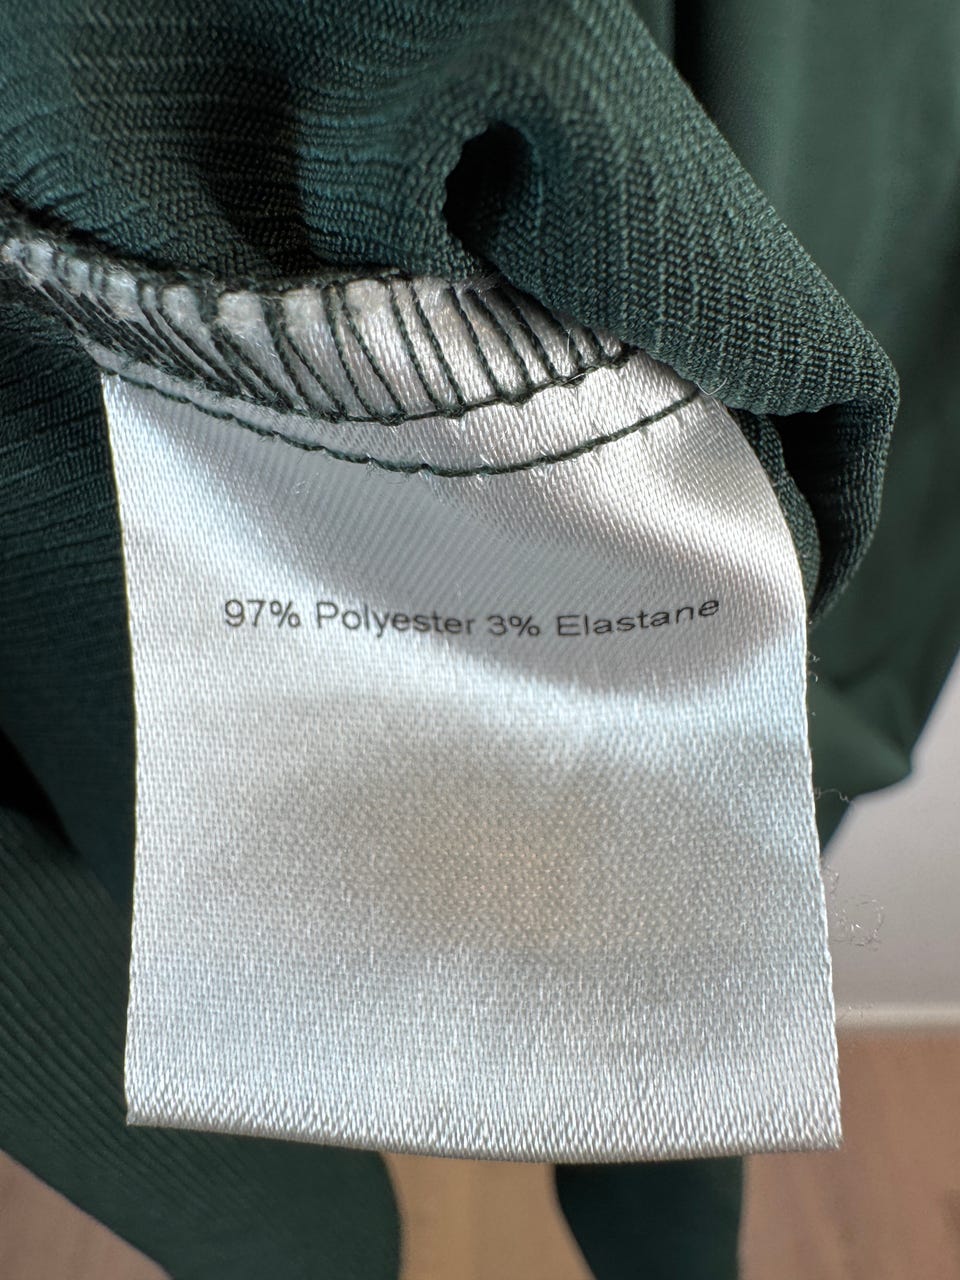 97% Polyester 3% Elastane